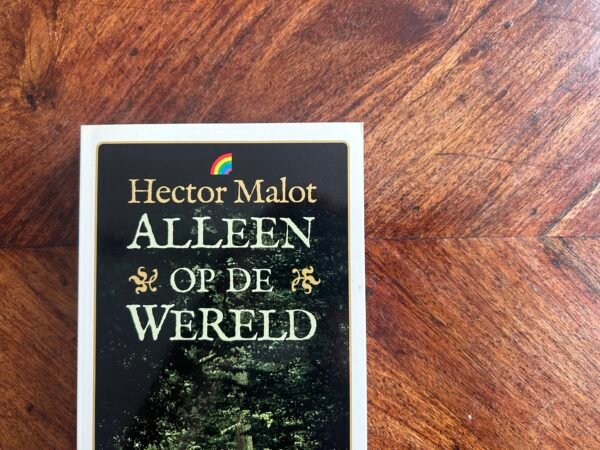 Hector Malot
ALLEEN
OP DE
WERELD